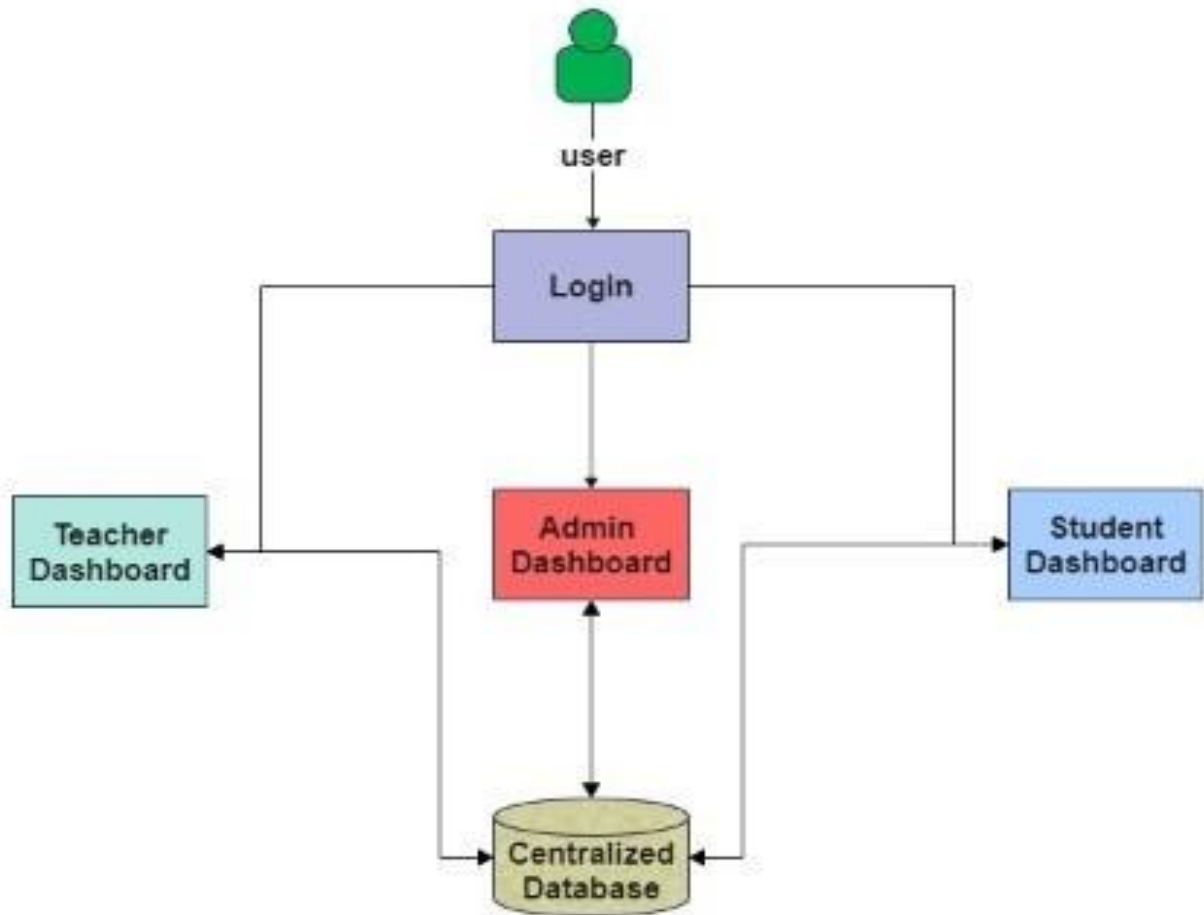 user
Login
Teacher
Dashboard
Admin
Dashboard
Student
Dashboard
Centralized
Database